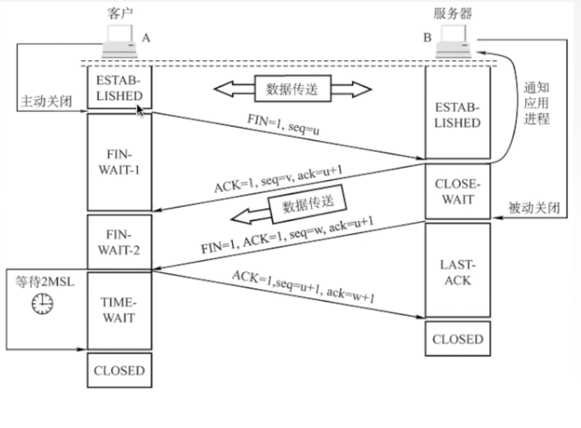 客户
服务器
A
B
ESTAB-
LISHED
数据传送
通知
应用
进程
主动关闭
ESTAB-
LISHED
FIN=1, seq=u
FIN-
WAIT-1
ACK=1, seq=v, ack=u+1
CLOSE-
WAIT
数据传送
被动关闭
FIN-
WAIT-2
FIN=1, ACK=1, seq=w, ack=u+1
等待2MSL
ACK=1,seq=u+1, ack=w+1
LAST-
ACK
TIME-
WAIT
CLOSED
CLOSED